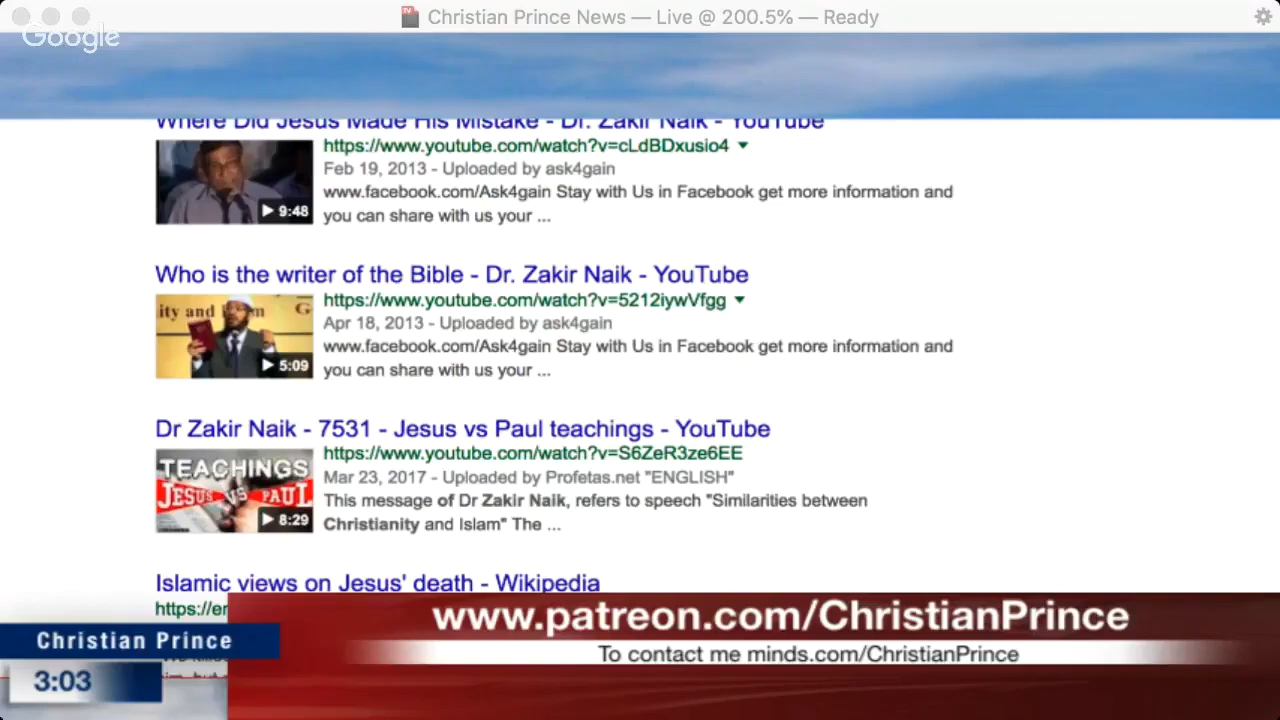 Christian Prince News — Live @ 200.5% — Ready
Google
Where Did Jesus Made His Mistake - Dr. Zakir Naik - YouTube
https://www.youtube.com/watch?v=cLdBDxusio4
Feb 19, 2013 - Uploaded by ask4gain
www.facebook.com/Ask4gain Stay with Us in Facebook get more information and
you can share with us your ...
9:48
Who is the writer of the Bible - Dr. Zakir Naik - YouTube
https://www.youtube.com/watch?v=5212iywVfgg
Apr 18, 2013 - Uploaded by ask4gain
www.facebook.com/Ask4gain Stay with Us in Facebook get more information and
you can share with us your ...
5:09
Dr Zakir Naik - 7531 - Jesus vs Paul teachings - YouTube
https://www.youtube.com/watch?v=S6ZeR3ze6EE
Mar 23, 2017 - Uploaded by Profetas.net "ENGLISH"
This message of Dr Zakir Naik, refers to speech "Similarities between
Christianity and Islam" The ...
TEACHINGS
JESUS VS PAUL
8:29
Islamic views on Jesus' death - Wikipedia
https://en
www.patreon.com/ChristianPrince
Christian Prince
To contact me minds.com/ChristianPrince
3:03